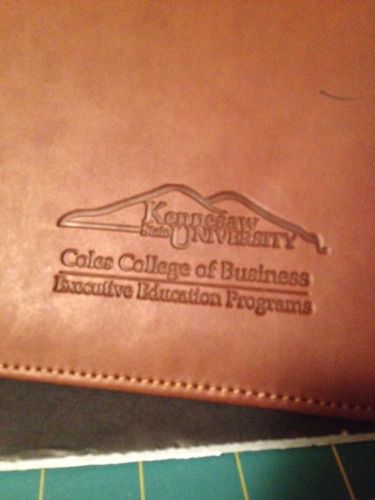 Kennesaw
State UNIVERSITY
Coles College of Business
Executive Education Programs